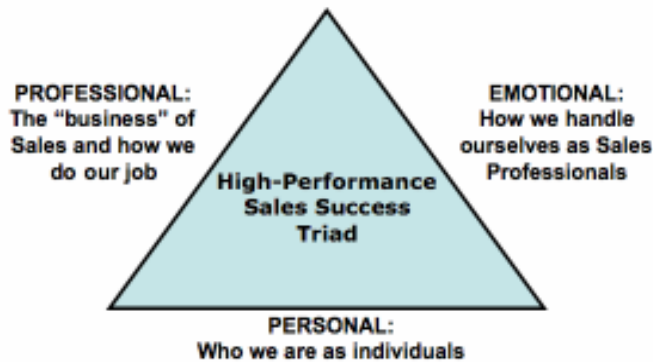 PROFESSIONAL:
The "business" of
Sales and how we
do our job
EMOTIONAL:
How we handle
ourselves as Sales
Professionals
High-Performance
Sales Success
Triad
PERSONAL:
Who we are as individuals